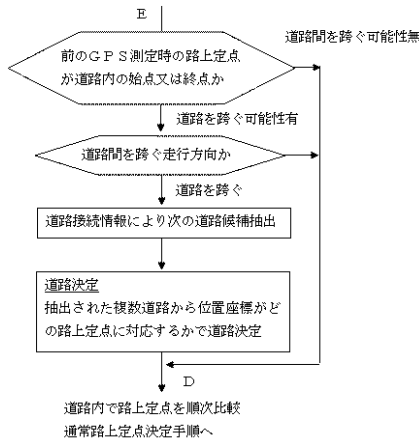 E
道路間を跨ぐ可能性無
前のGPS測定時の路上定点
が道路内の始点又は終点か
道路を跨ぐ可能性有
道路間を跨ぐ走行方向か
道路を跨ぐ
道路接続情報により次の道路候補抽出
道路決定
抽出された複数道路から位置座標がど
の路上定点に対応するかで道路決定
D
道路内で路上定点を順次比較
通常路上定点決定手順へ